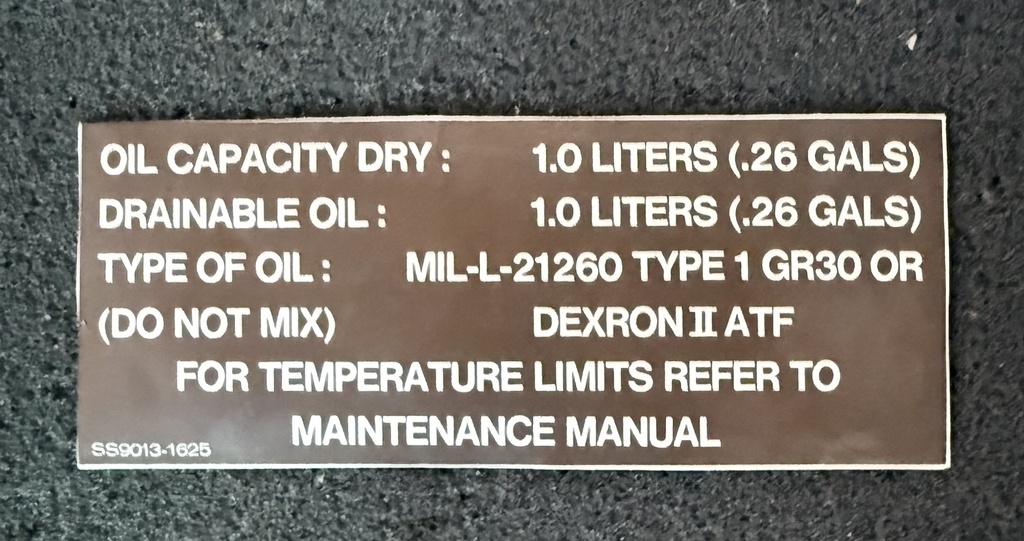 OIL CAPACITY DRY : 1.0 LITERS (.26 GALS)
DRAINABLE OIL : 1.0 LITERS (.26 GALS)
TYPE OF OIL : MIL-L-21260 TYPE 1 GR30 OR
(DO NOT MIX) DEXRON II ATF
FOR TEMPERATURE LIMITS REFER TO
MAINTENANCE MANUAL
SS9013-1625